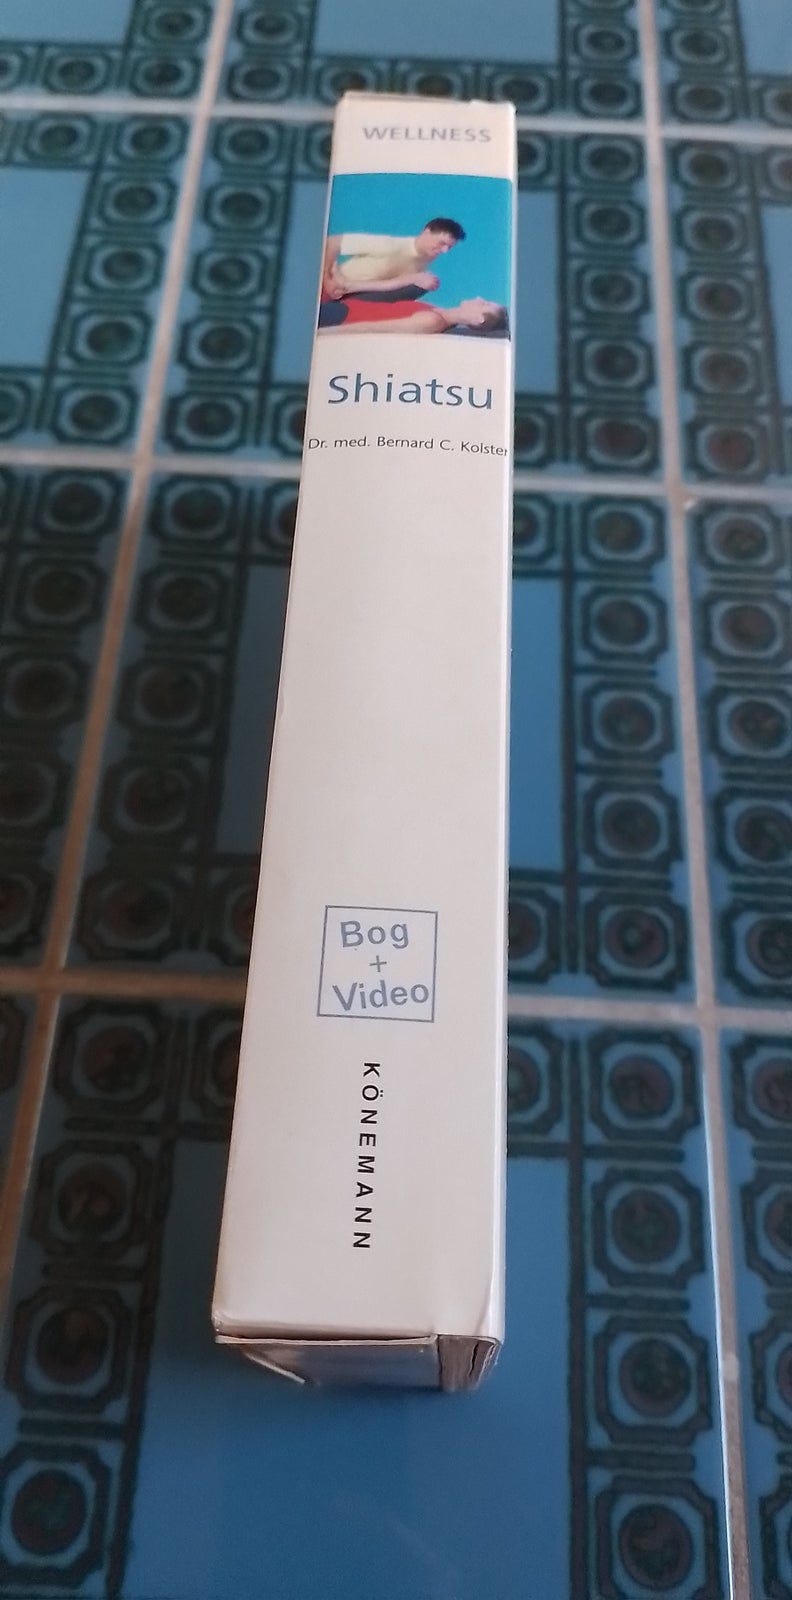 WELLNESS
Shiatsu
Dr. med. Bernard C. Kolster
Bog
+
Video
KÖNEMANN